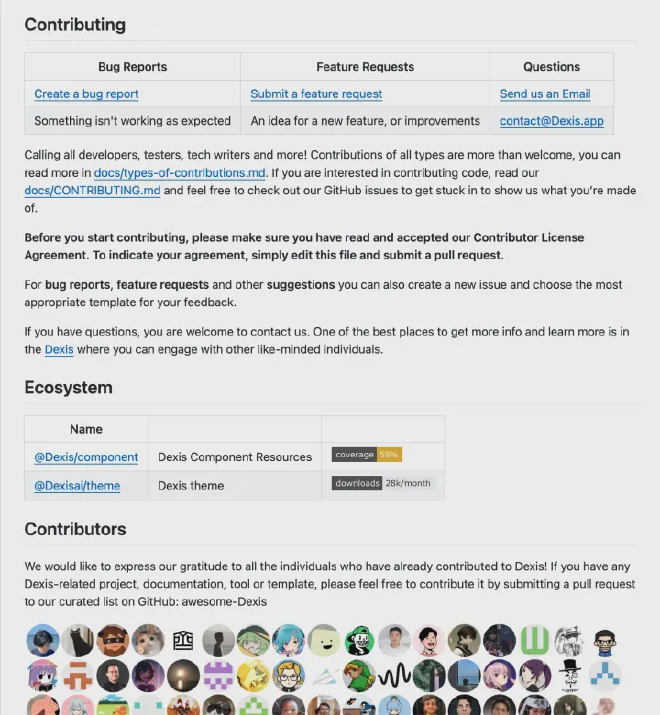 Contributing
Bug Reports Feature Requests Questions
Create a bug report Submit a feature request Send us an Email
Something isn't working as expected An idea for a new feature, or improvements contact@Dexis.app
Calling all developers, testers, tech writers and more! Contributions of all types are more than welcome, you can
read more in docs/types-of-contributions.md. If you are interested in contributing code, read our
docs/CONTRIBUTING.md and feel free to check out our GitHub issues to get stuck in to show us what you're made
of.
Before you start contributing, please make sure you have read and accepted our Contributor License
Agreement. To indicate your agreement, simply edit this file and submit a pull request.
For bug reports, feature requests and other suggestions you can also create a new issue and choose the most
appropriate template for your feedback.
If you have questions, you are welcome to contact us. One of the best places to get more info and learn more is in
the Dexis where you can engage with other like-minded individuals.
Ecosystem
Name
@Dexis/component Dexis Component Resources coverage 58%
@Dexisai/theme Dexis theme downloads 28k/month
Contributors
We would like to express our gratitude to all the individuals who have already contributed to Dexis! If you have any
Dexis-related project, documentation, tool or template, please feel free to contribute it by submitting a pull request
to our curated list on GitHub: awesome-Dexis